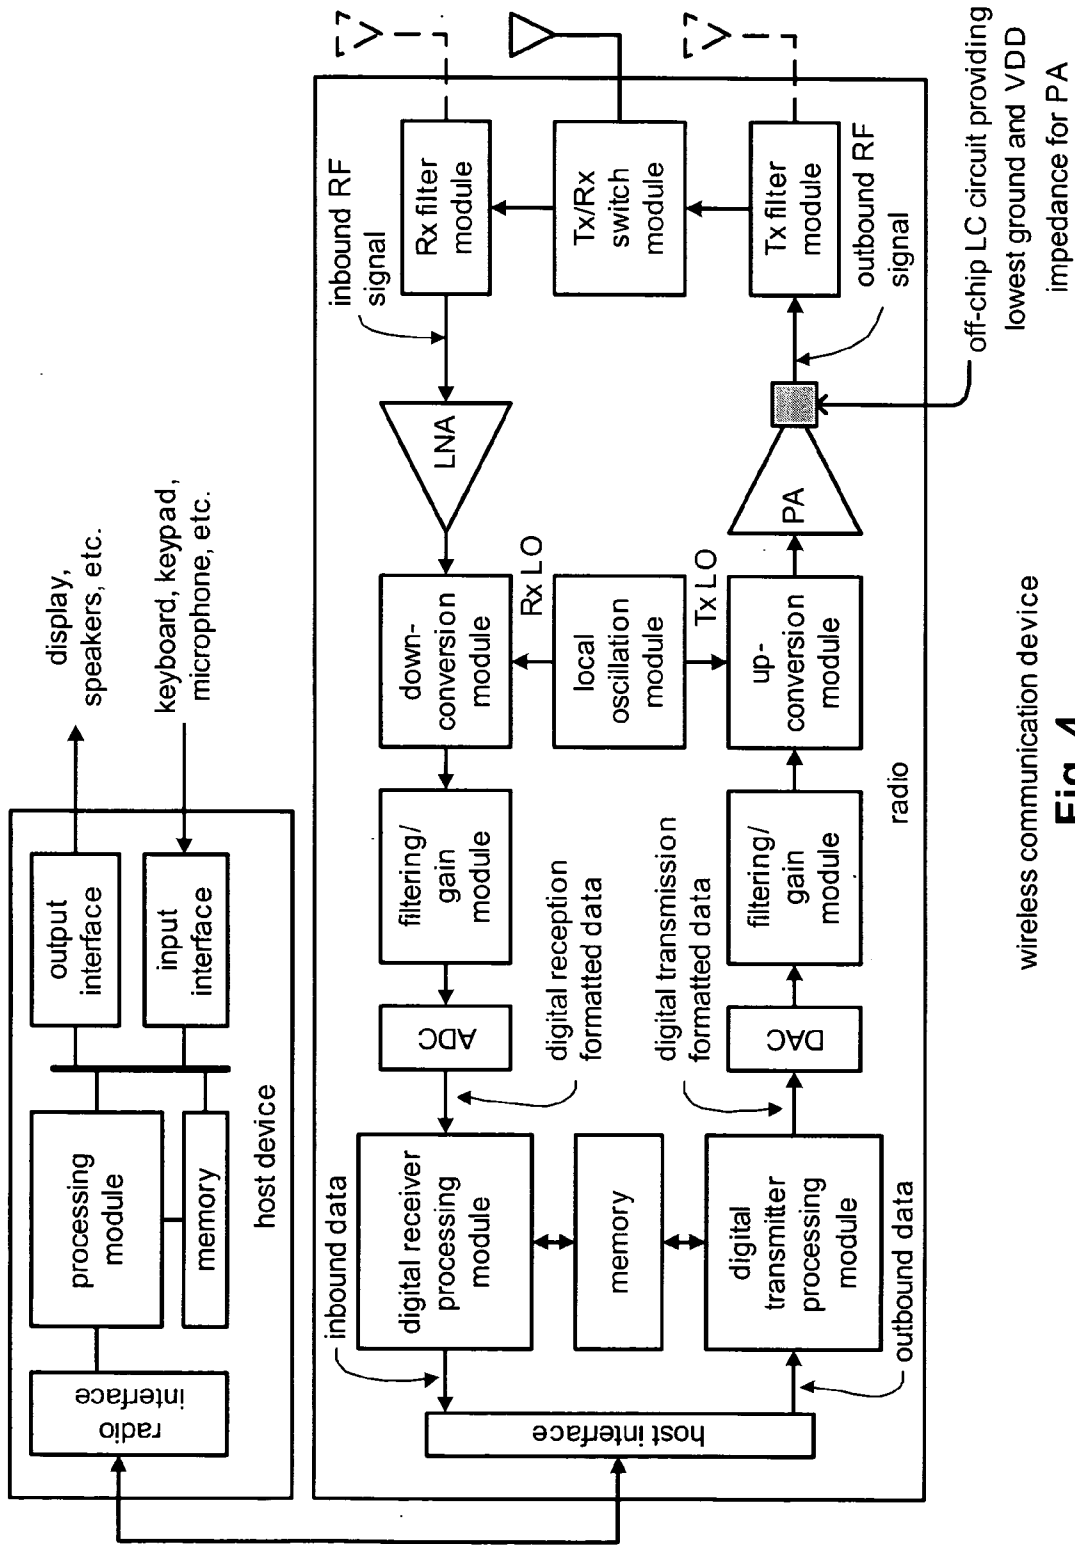 radio
interface
processing
module
memory
output
interface
input
interface
host device
display,
speakers, etc.
keyboard, keypad,
microphone, etc.
host interface
inbound data
digital receiver
processing
module
memory
digital
transmitter
processing
module
outbound data
ADC
digital reception
formatted data
digital transmission
formatted data
DAC
filtering/
gain
module
filtering/
gain
module
radio
down-
conversion
module
Rx LO
local
oscillation
module
Tx LO
up-
conversion
module
LNA
PA
inbound RF
signal
Rx filter
module
Tx/Rx
switch
module
Tx filter
module
outbound RF
signal
off-chip LC circuit providing
lowest ground and VDD
impedance for PA
wireless communication device
Fig. 4